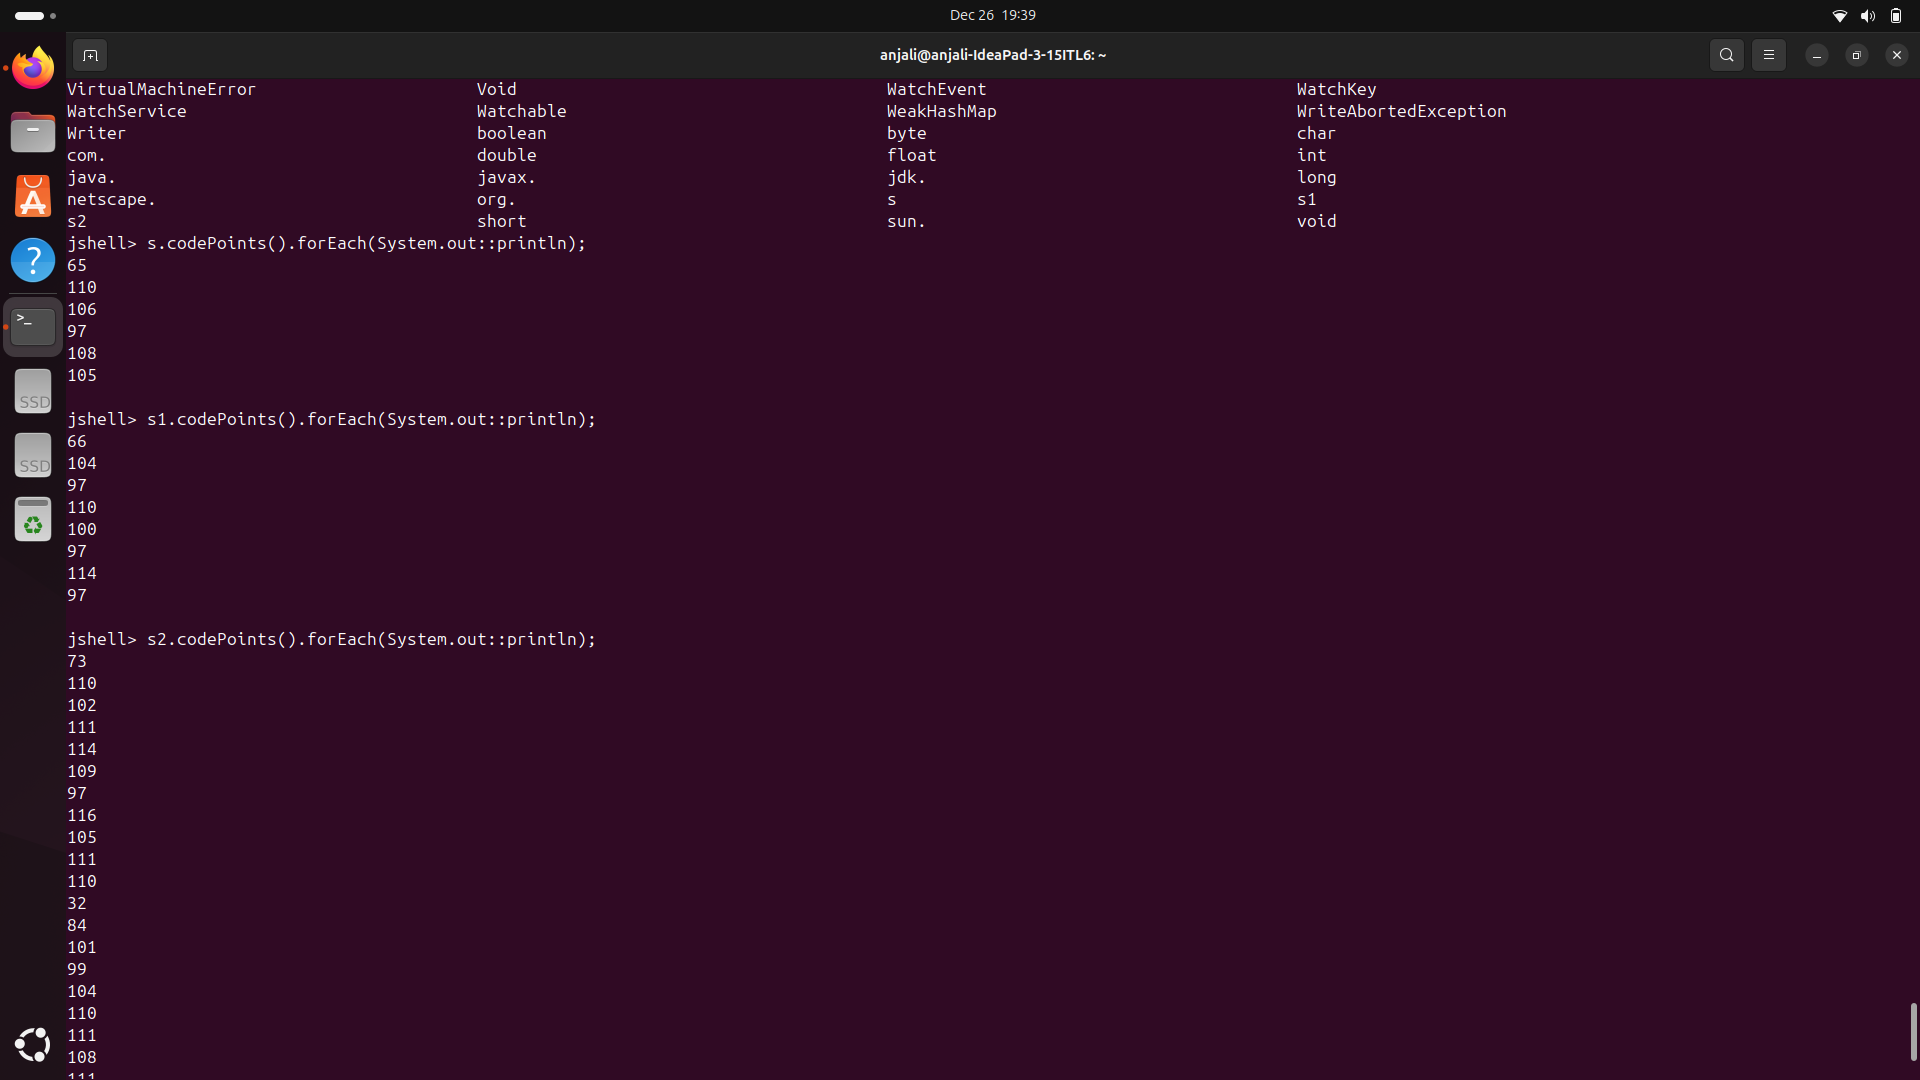 Dec 26 19:39
anjali@anjali-IdeaPad-3-15ITL6: ~
VirtualMachineError Void WatchEvent WatchKey
WatchService Watchable WeakHashMap WriteAbortedException
Writer boolean byte char
com. double float int
java. javax. jdk. long
netscape. org. s s1
s2 short sun. void
jshell> s.codePoints().forEach(System.out::println);
65
110
106
97
108
105
jshell> s1.codePoints().forEach(System.out::println);
66
104
97
110
100
97
114
97
jshell> s2.codePoints().forEach(System.out::println);
73
110
102
111
114
109
97
116
105
111
110
32
84
101
99
104
110
111
108
111
SSD
SSD